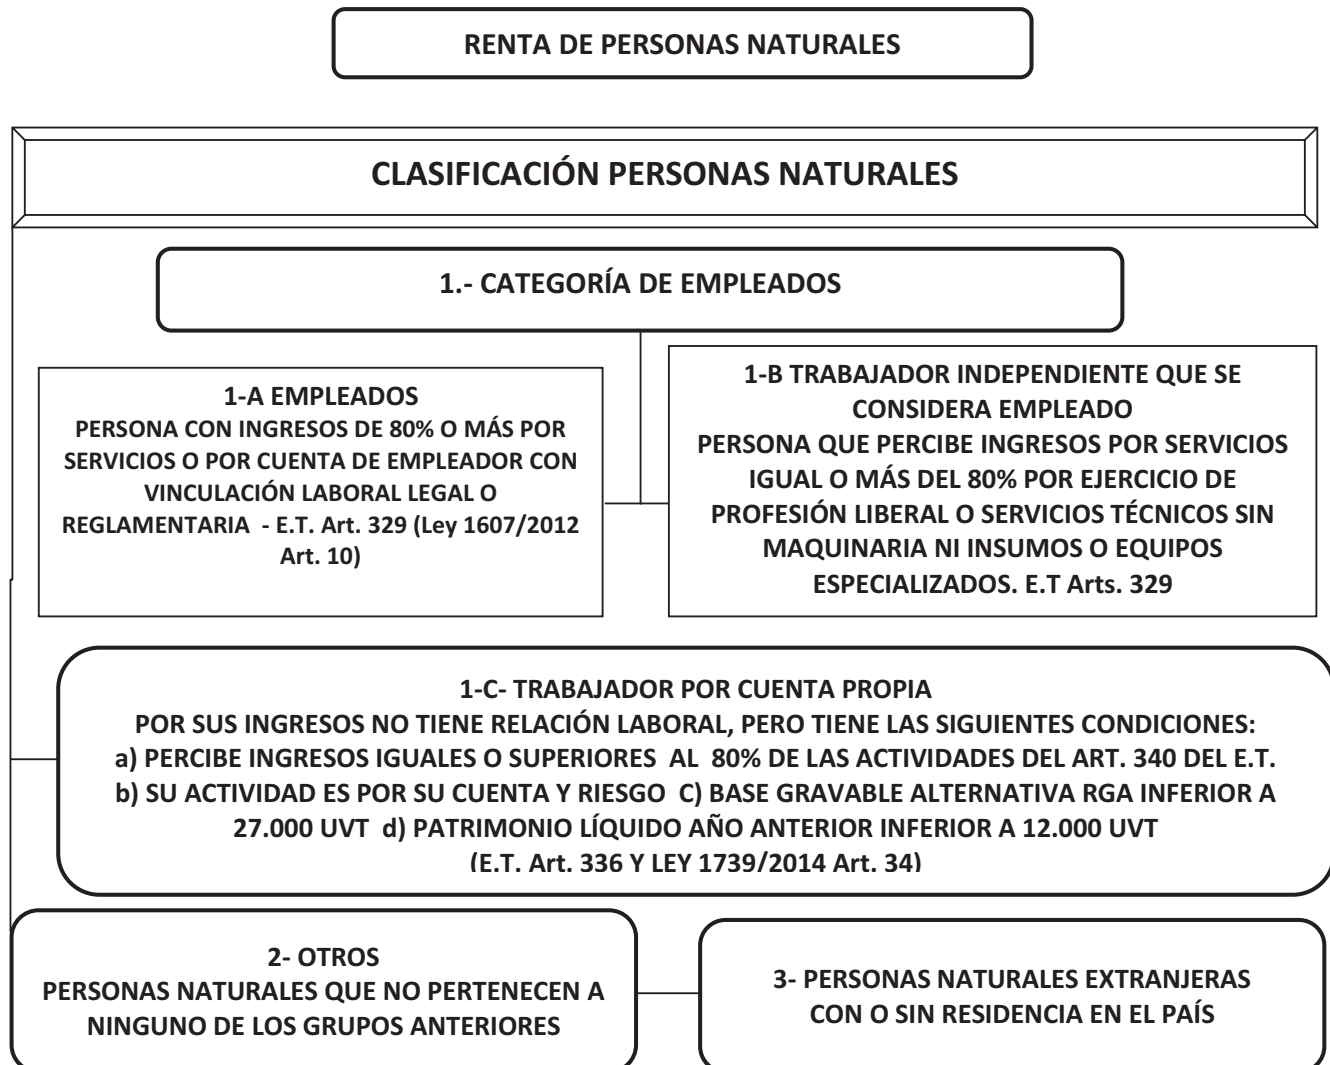 RENTA DE PERSONAS NATURALES
CLASIFICACIÓN PERSONAS NATURALES
1.- CATEGORÍA DE EMPLEADOS
1-A EMPLEADOS
PERSONA CON INGRESOS DE 80% O MÁS POR
SERVICIOS O POR CUENTA DE EMPLEADOR CON
VINCULACIÓN LABORAL LEGAL O
REGLAMENTARIA - E.T. Art. 329 (Ley 1607/2012
Art. 10)
1-B TRABAJADOR INDEPENDIENTE QUE SE
CONSIDERA EMPLEADO
PERSONA QUE PERCIBE INGRESOS POR SERVICIOS
IGUAL O MÁS DEL 80% POR EJERCICIO DE
PROFESIÓN LIBERAL O SERVICIOS TÉCNICOS SIN
MAQUINARIA NI INSUMOS O EQUIPOS
ESPECIALIZADOS. E.T Arts. 329
1-C- TRABAJADOR POR CUENTA PROPIA
POR SUS INGRESOS NO TIENE RELACIÓN LABORAL, PERO TIENE LAS SIGUIENTES CONDICIONES:
a) PERCIBE INGRESOS IGUALES O SUPERIORES AL 80% DE LAS ACTIVIDADES DEL ART. 340 DEL E.T.
b) SU ACTIVIDAD ES POR SU CUENTA Y RIESGO C) BASE GRAVABLE ALTERNATIVA RGA INFERIOR A
27.000 UVT d) PATRIMONIO LÍQUIDO AÑO ANTERIOR INFERIOR A 12.000 UVT
(E.T. Art. 336 Y LEY 1739/2014 Art. 34)
2- OTROS
PERSONAS NATURALES QUE NO PERTENECEN A
NINGUNO DE LOS GRUPOS ANTERIORES
3- PERSONAS NATURALES EXTRANJERAS
CON O SIN RESIDENCIA EN EL PAÍS